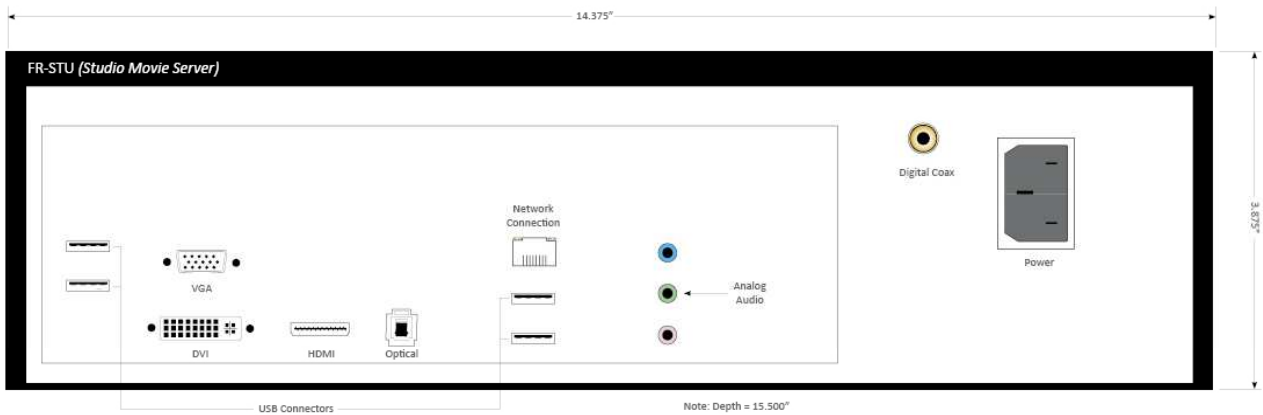 14.375"
FR-STU (Studio Movie Server)
3.875"
Digital Coax
Power
Network
Connection
VGA
Analog
Audio
DVI
HDMI
Optical
USB Connectors
Note: Depth = 15.500"